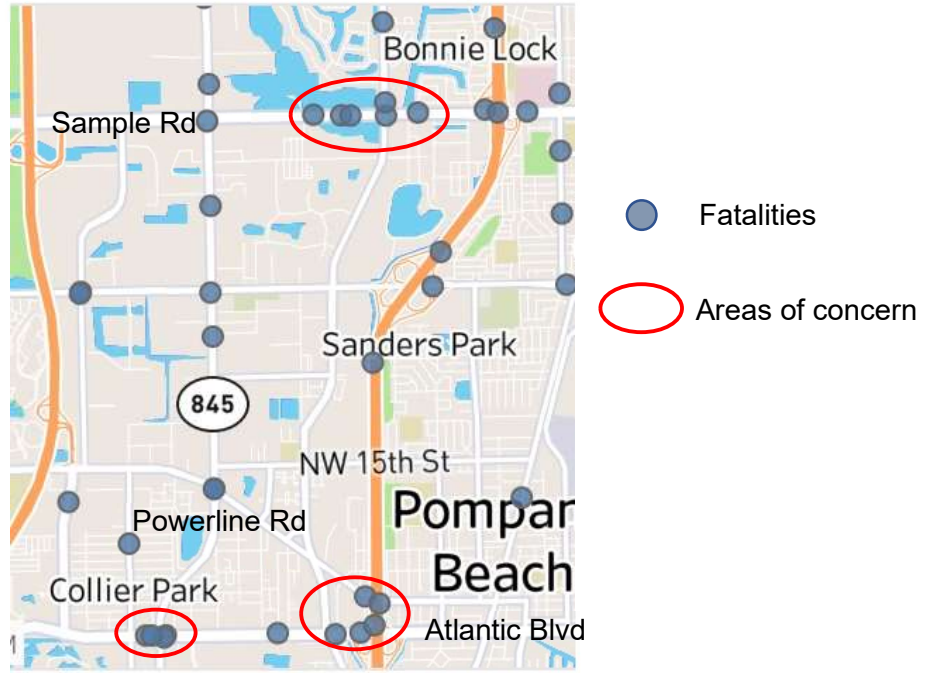 Bonnie Lock
Sample Rd
Fatalities
Areas of concern
Sanders Park
845
NW 15th St
Pompan
Powerline Rd
Beach
Collier Park
Atlantic Blvd